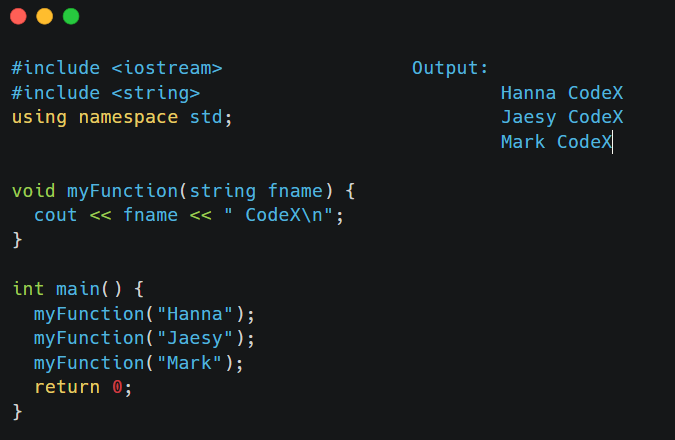 #include <iostream>
#include <string>
using namespace std;
void myFunction(string fname) {
  cout << fname << " CodeX\n";
}
int main() {
  myFunction("Hanna");
  myFunction("Jaesy");
  myFunction("Mark");
  return 0;
}
Output:
Hanna CodeX
Jaesy CodeX
Mark CodeX